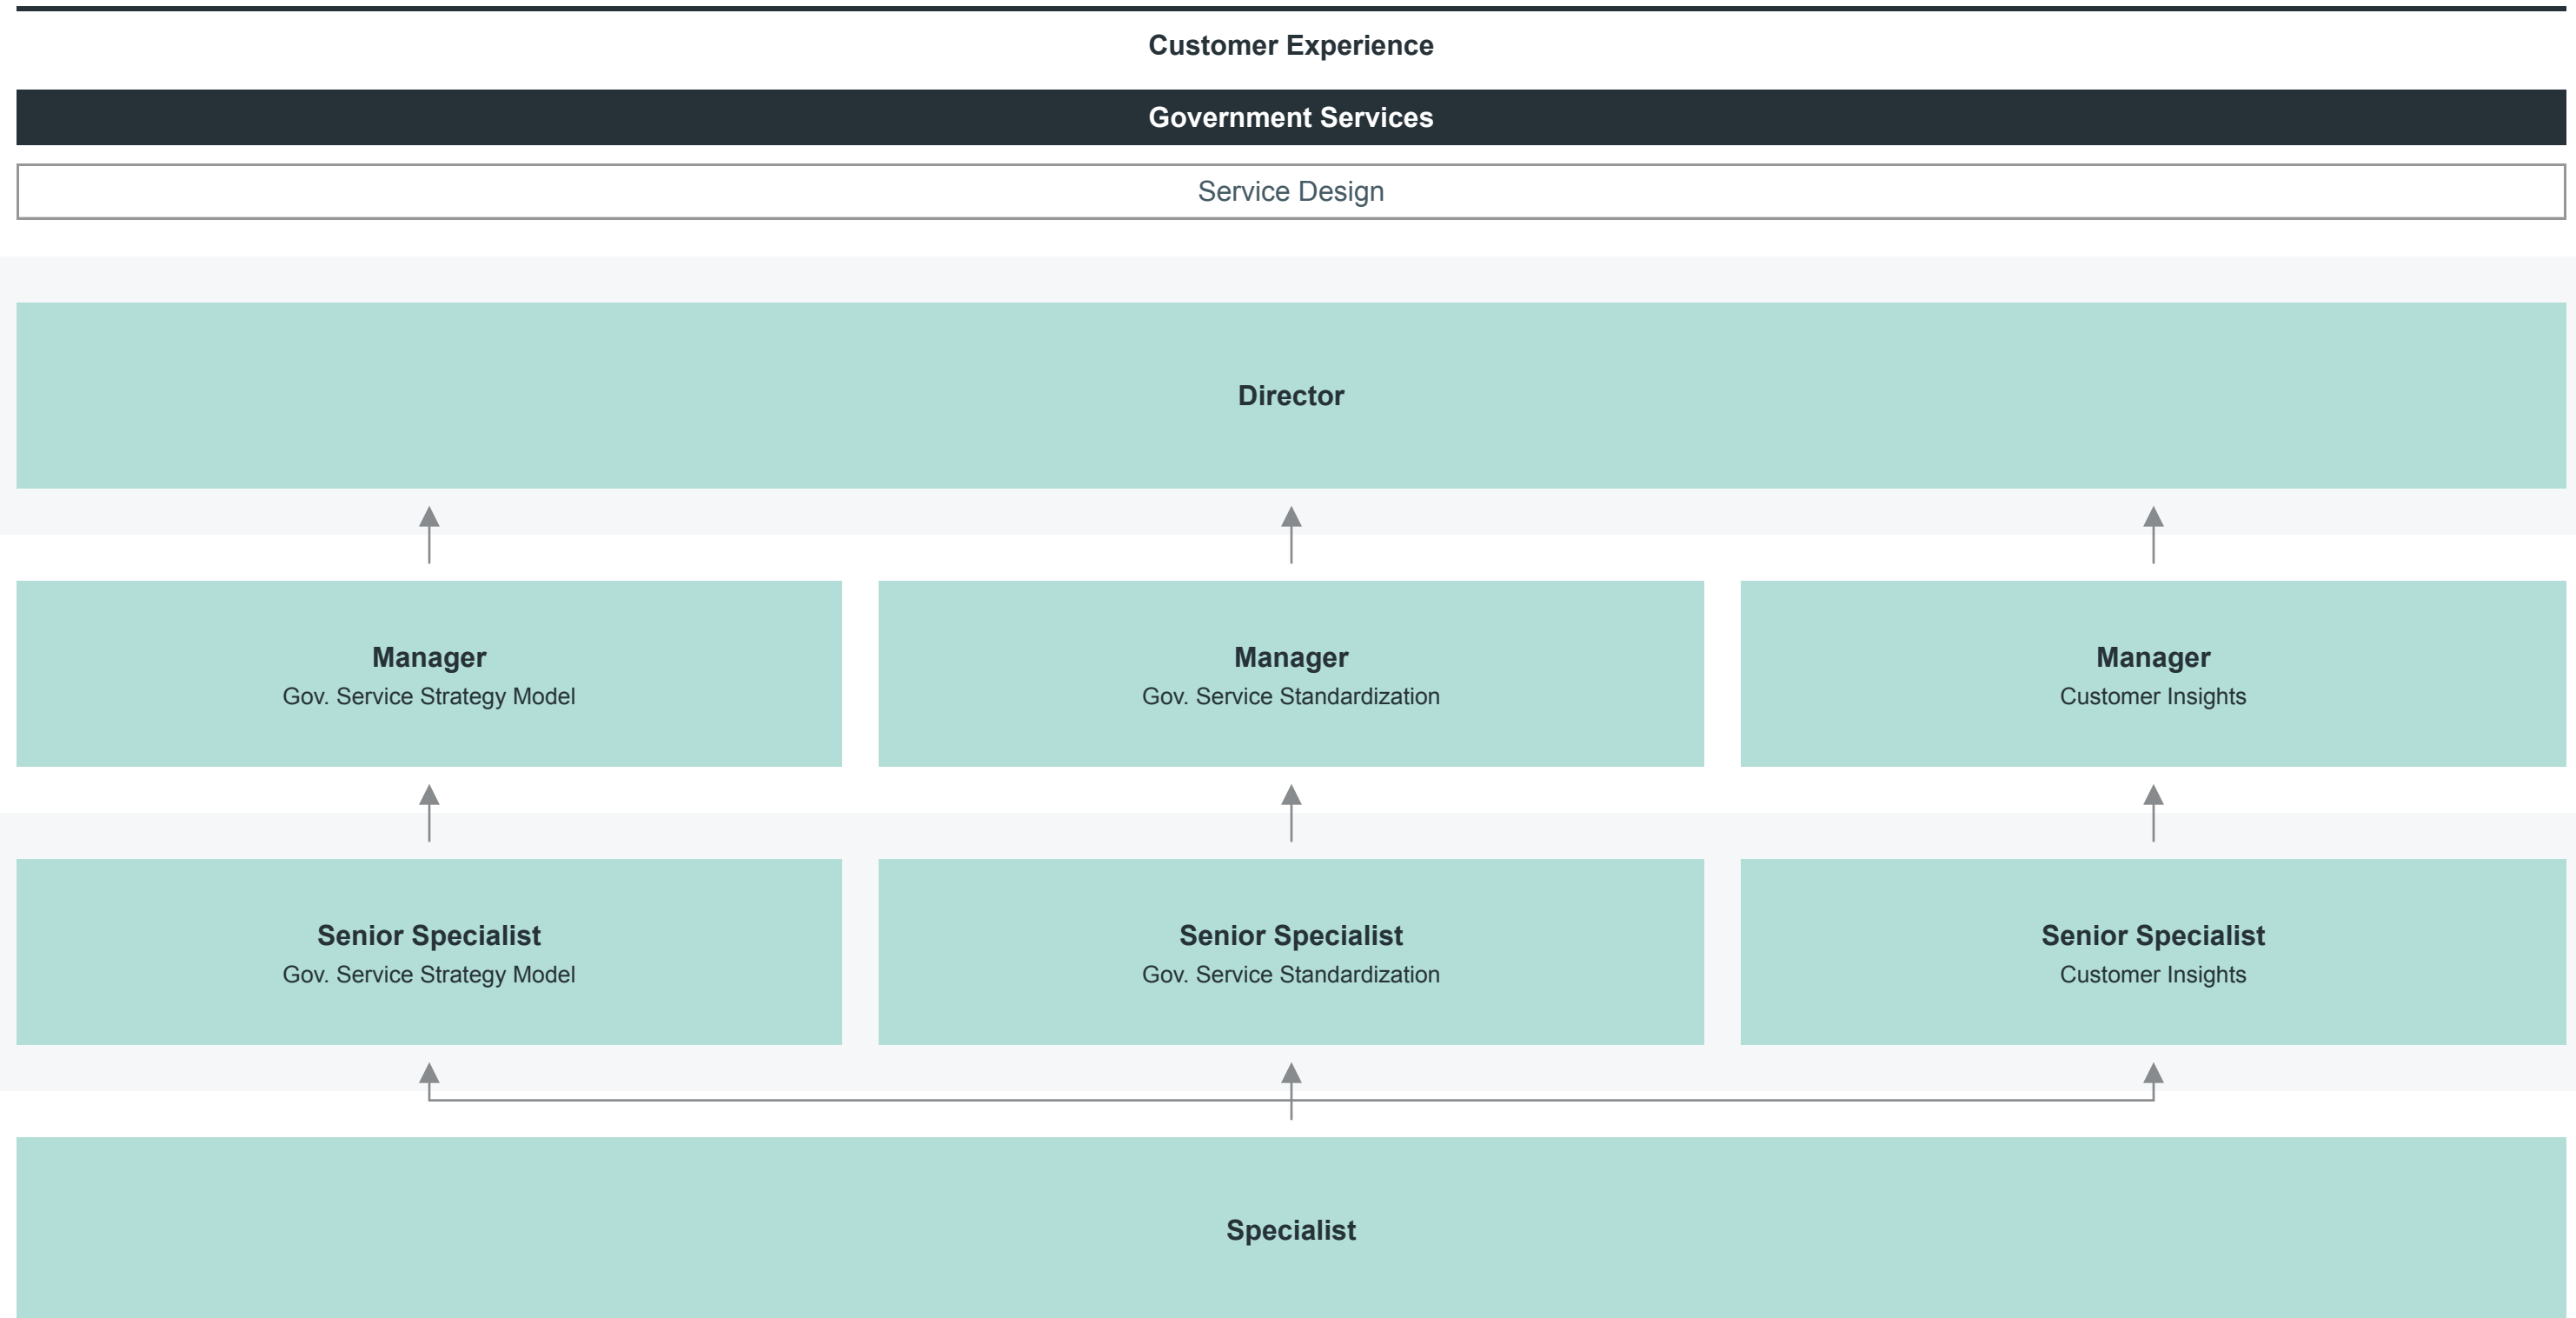 Customer Experience
Government Services
Service Design
Director
Manager
Gov. Service Strategy Model
Manager
Gov. Service Standardization
Manager
Customer Insights
Senior Specialist
Gov. Service Strategy Model
Senior Specialist
Gov. Service Standardization
Senior Specialist
Customer Insights
Specialist